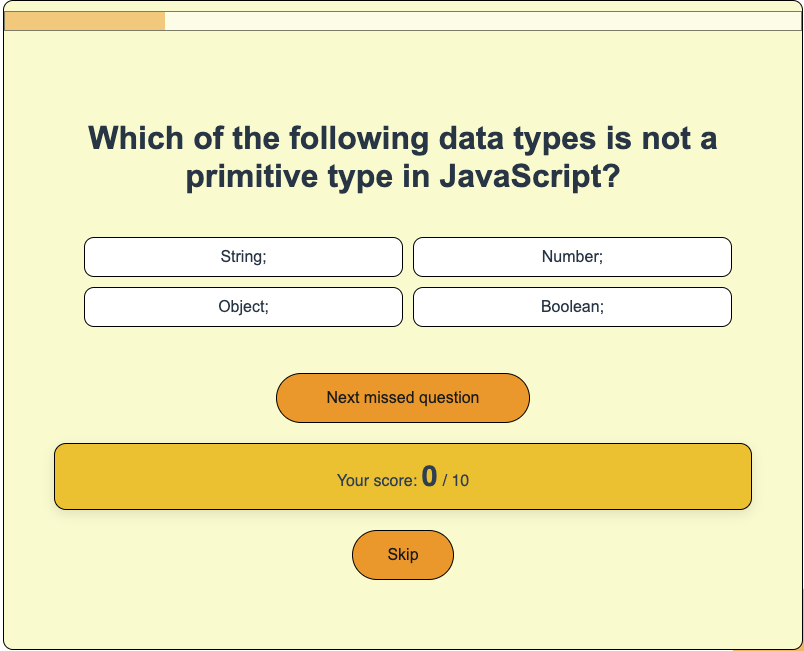 Which of the following data types is not a
primitive type in JavaScript?
String;
Number;
Object;
Boolean;
Next missed question
Your score: 0 / 10
Skip